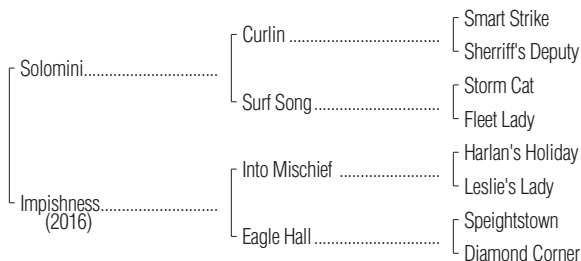 Smart Strike
Curlin
Sherriff's Deputy
Solomini
Storm Cat
Surf Song
Fleet Lady
Harlan's Holiday
Into Mischief
Leslie's Lady
Impishness
(2016)
Speightstown
Eagle Hall
Diamond Corner